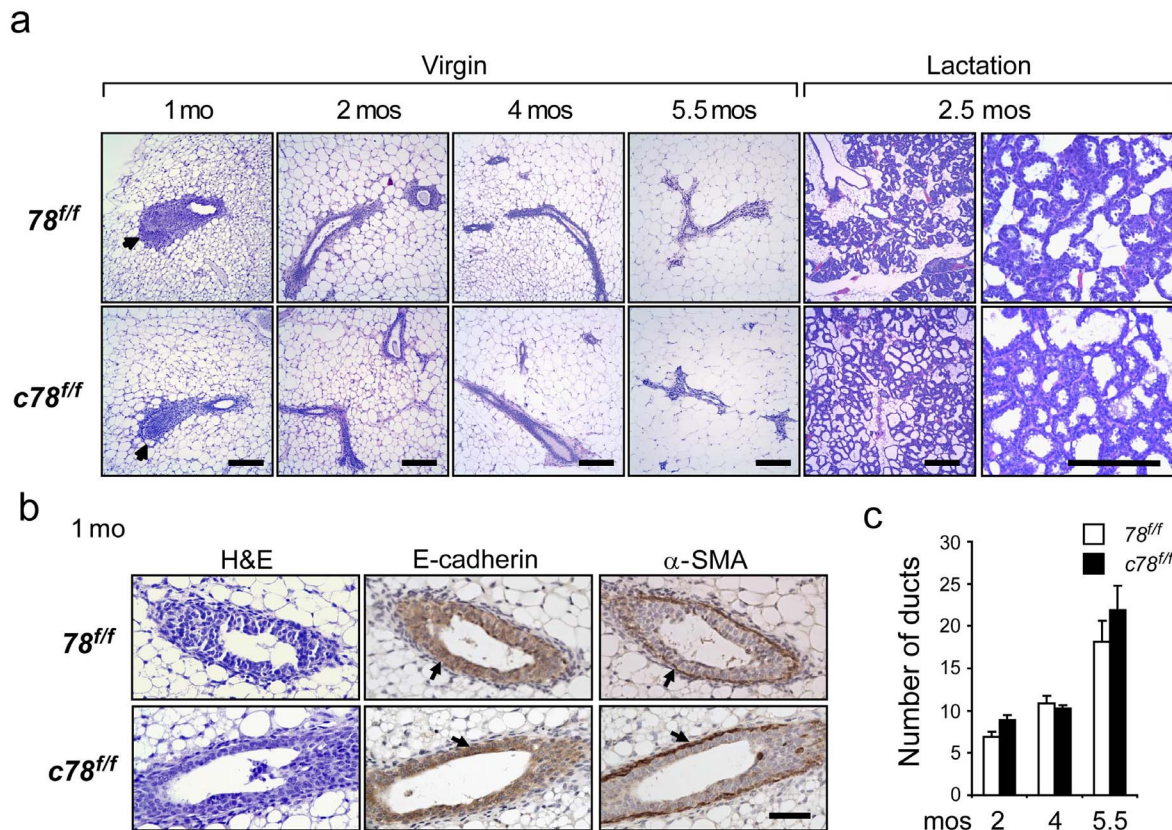 a
Virgin Lactation
1 mo 2 mos 4 mos 5.5 mos 2.5 mos
78f/f
c78f/f
b
1 mo
H&E E-cadherin α-SMA
78f/f
c78f/f
c
78f/f
c78f/f
Number of ducts
30
25
20
15
10
5
0
mos 2 4 5.5